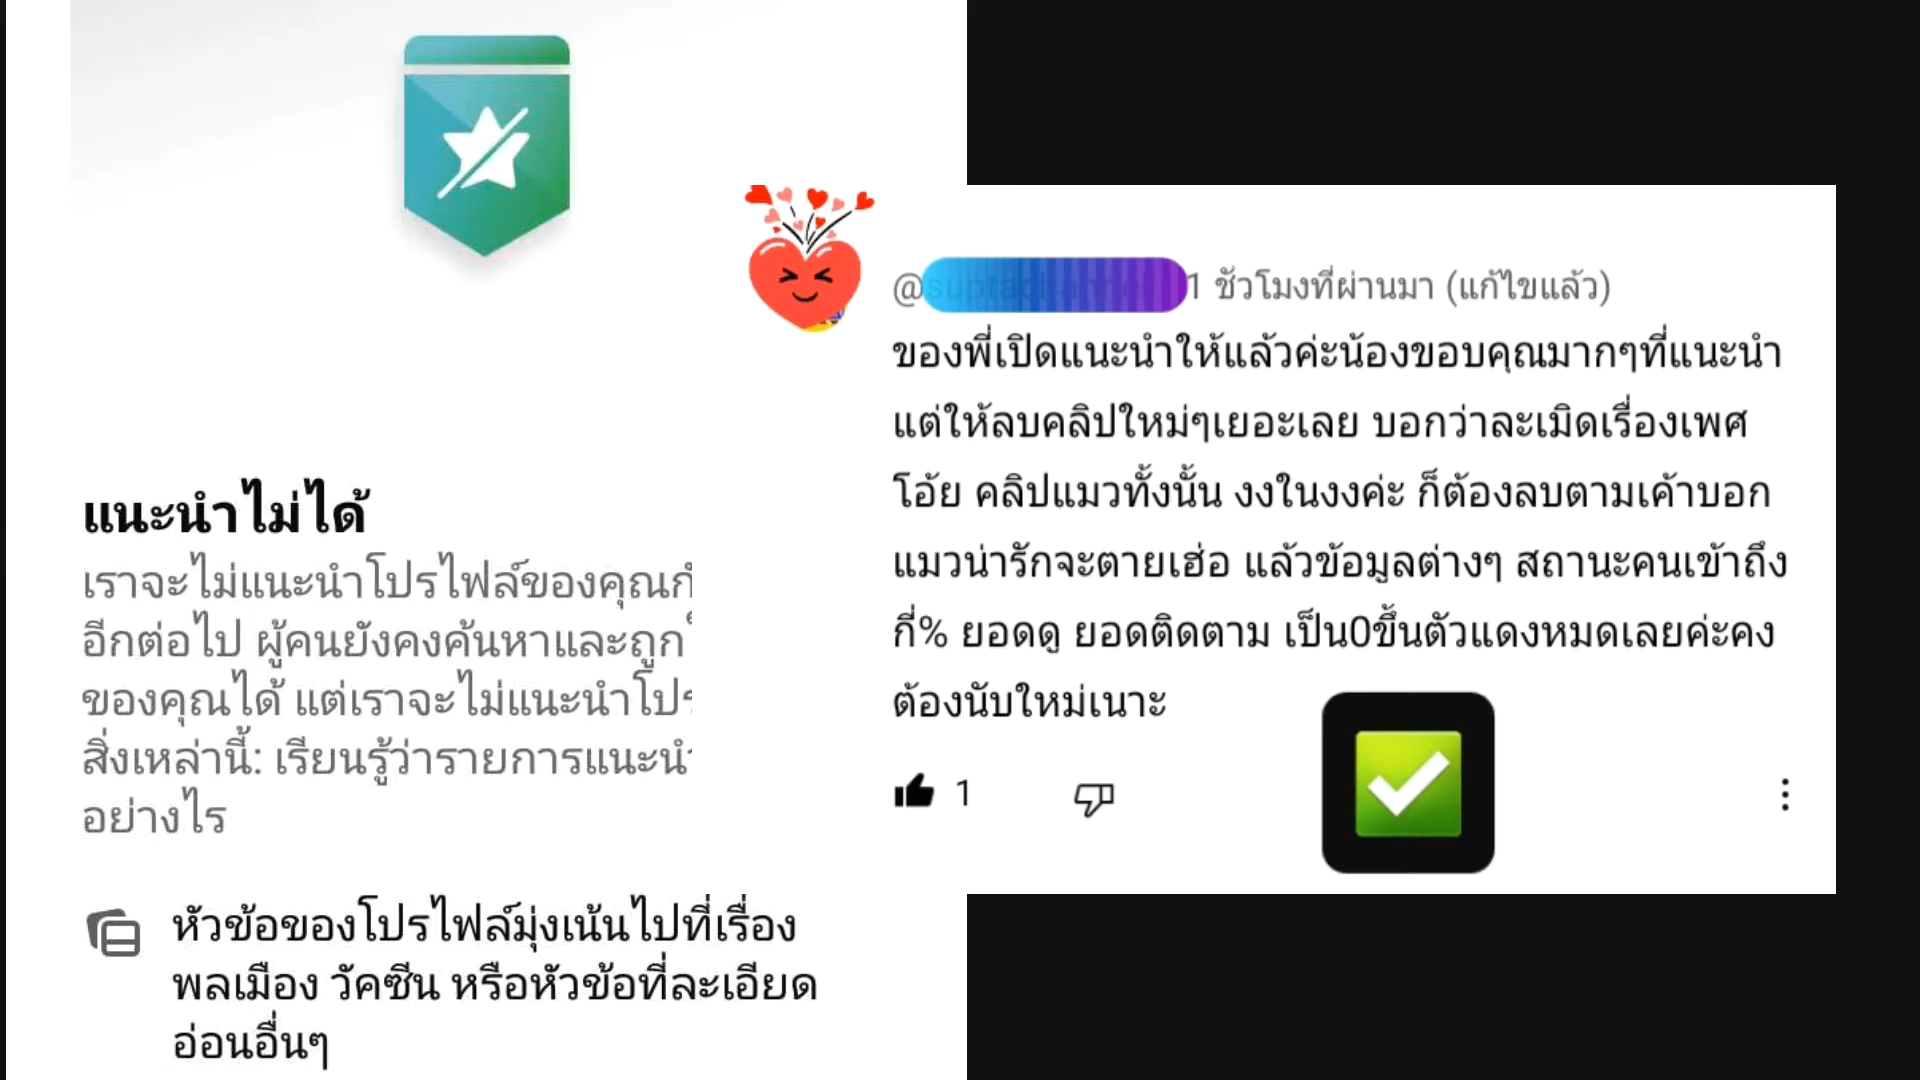 แนะนำไม่ได้
เราจะไม่แนะนำโปรไฟล์ของคุณ
อีกต่อไป ผู้คนยังคงค้นหาและถูก
ของคุณได้ แต่เราจะไม่แนะนำ
สิ่งเหล่านี้: เรียนรู้ว่ารายการแนะนำ
อย่างไร
หัวข้อของโปรไฟล์มุ่งเน้นไปที่เรื่อง
พลเมือง วัคซีน หรือหัวข้อที่ละเอียด
อ่อนอื่นๆ
@ 1 ชั่วโมงที่ผ่านมา (แก้ไขแล้ว)
ของพี่เปิดแนะนำให้แล้วค่ะน้องขอบคุณมากๆที่แนะนำ
แต่ให้ลบคลิปใหม่ๆเยอะเลย บอกว่าละเมิดเรื่องเพศ
โอ้ย คลิปแมวทั้งนั้น งงในงงค่ะ ก็ต้องลบตามเค้าบอก
แมวน่ารักจะตายเฮ่อ แล้วข้อมูลต่างๆ สถานะคนเข้าถึง
กี่% ยอดดู ยอดติดตาม เป็น0ขึ้นตัวแดงหมดเลยค่ะคง
ต้องนับใหม่เนาะ
1